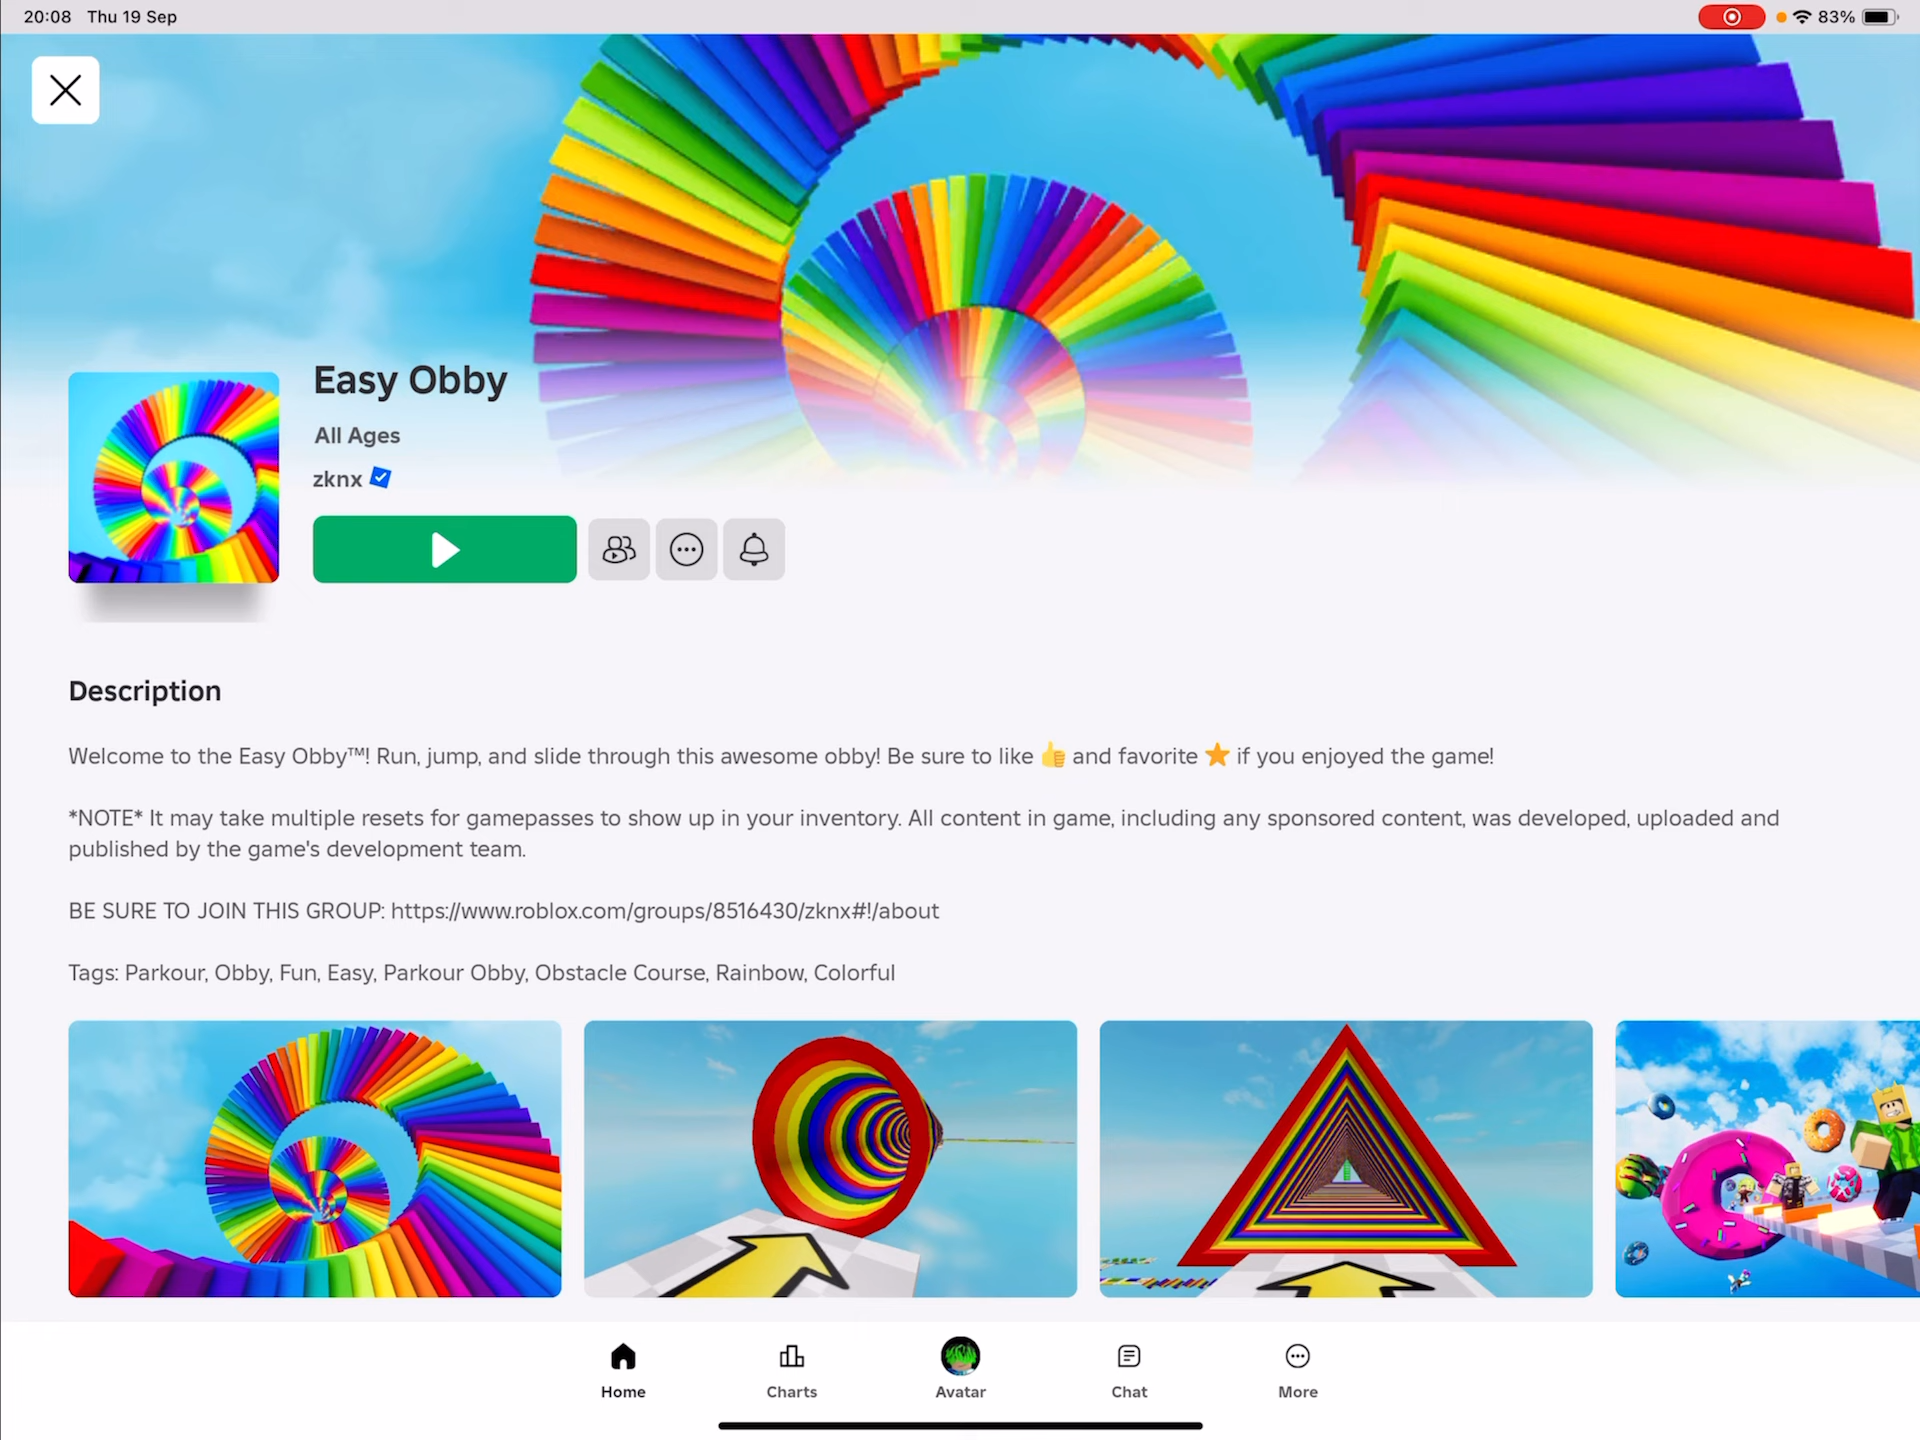 20:08 Thu 19 Sep
83%
Easy Obby
All Ages
zknx
Description
Welcome to the Easy Obby™! Run, jump, and slide through this awesome obby! Be sure to like 👍 and favorite ⭐ if you enjoyed the game!
*NOTE* It may take multiple resets for gamepasses to show up in your inventory. All content in game, including any sponsored content, was developed, uploaded and
published by the game's development team.
BE SURE TO JOIN THIS GROUP: https://www.roblox.com/groups/8516430/zknx#!/about
Tags: Parkour, Obby, Fun, Easy, Parkour Obby, Obstacle Course, Rainbow, Colorful
Home Charts Avatar Chat More